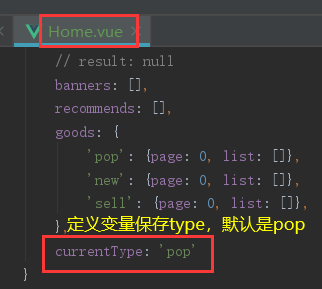 Home.vue
// result: null
banners: [],
recommends: [],
goods: {
'pop': {page: 0, list: []},
'new': {page: 0, list: []},
'sell': {page: 0, list: []},
},
定义变量保存type，默认是pop
currentType: 'pop'
}